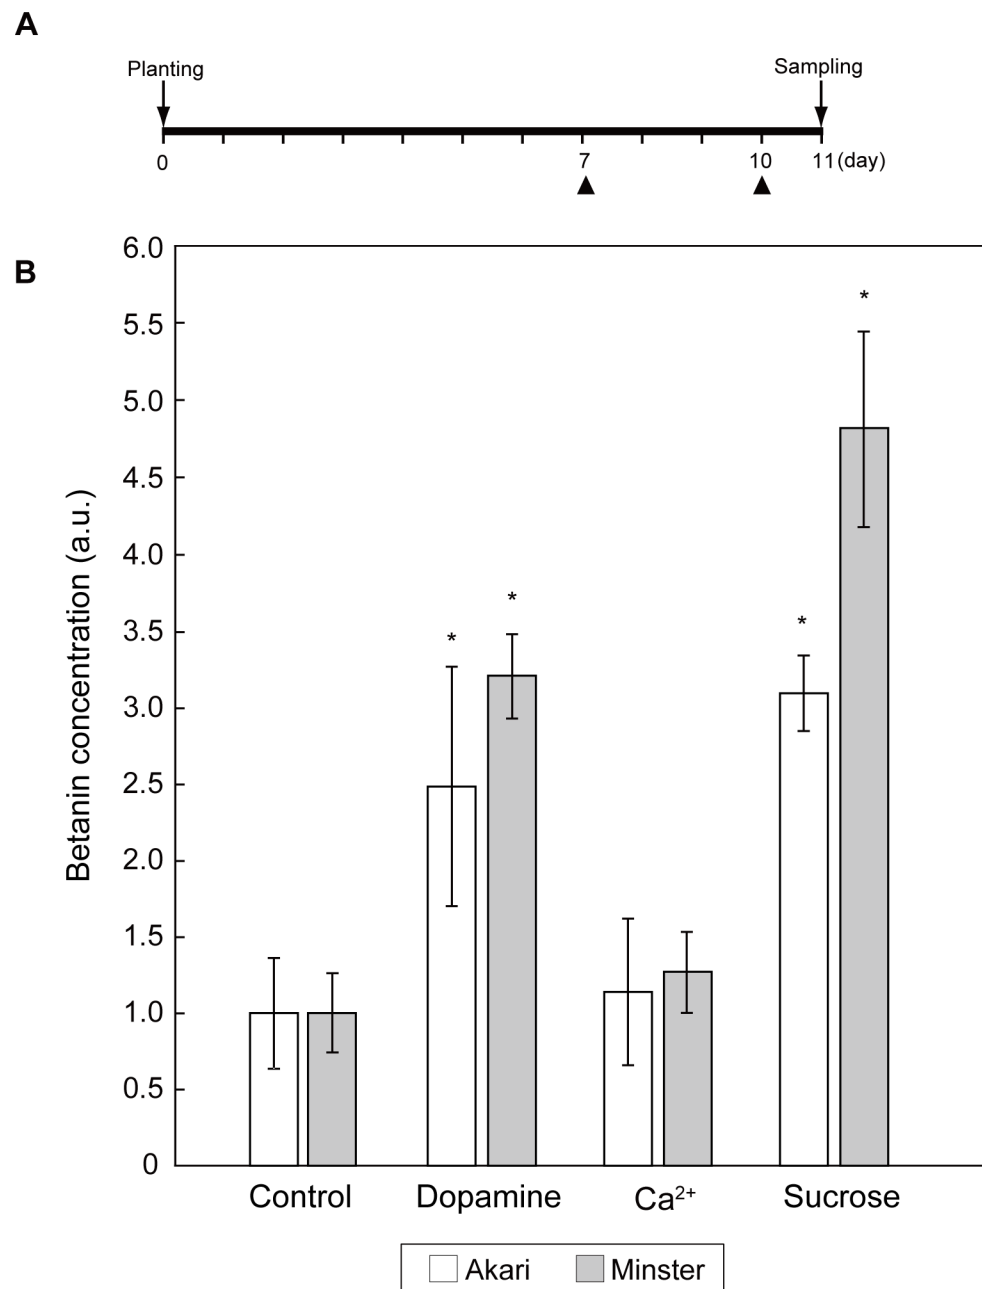 A
Planting Sampling
0 7 10 11 (day)
B
Betanin concentration (a.u.)
6.0
5.5
5.0
4.5
4.0
3.5
3.0
2.5
2.0
1.5
1.0
0.5
0
*
*
*
*
Control Dopamine Ca²⁺ Sucrose
Akari Minster